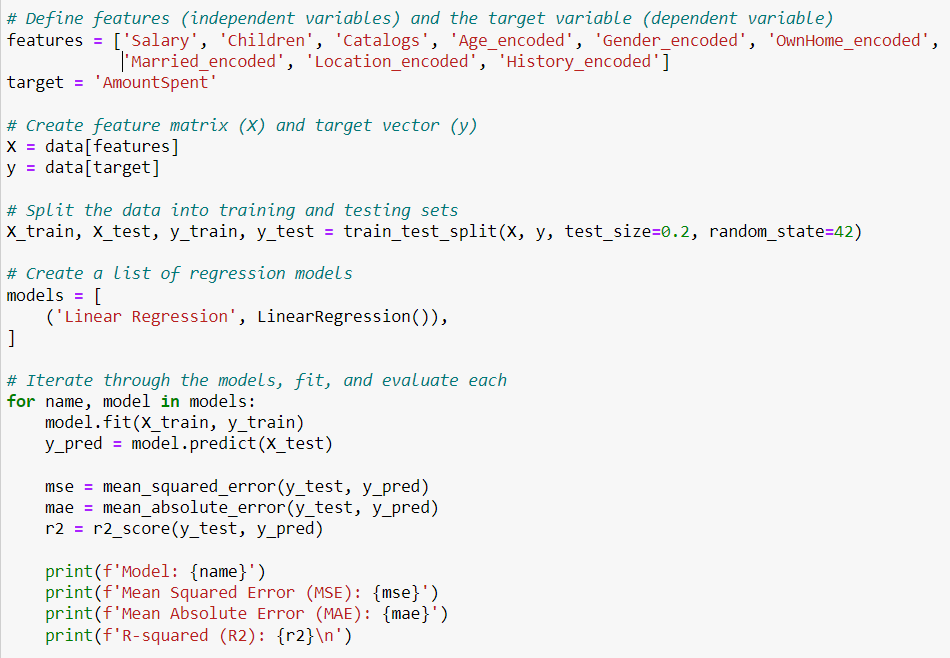 # Define features (independent variables) and the target variable (dependent variable)
features = ['Salary', 'Children', 'Catalogs', 'Age_encoded', 'Gender_encoded', 'OwnHome_encoded',
            'Married_encoded', 'Location_encoded', 'History_encoded']
target = 'AmountSpent'

# Create feature matrix (X) and target vector (y)
X = data[features]
y = data[target]

# Split the data into training and testing sets
X_train, X_test, y_train, y_test = train_test_split(X, y, test_size=0.2, random_state=42)

# Create a list of regression models
models = [
    ('Linear Regression', LinearRegression()),
]

# Iterate through the models, fit, and evaluate each
for name, model in models:
    model.fit(X_train, y_train)
    y_pred = model.predict(X_test)

    mse = mean_squared_error(y_test, y_pred)
    mae = mean_absolute_error(y_test, y_pred)
    r2 = r2_score(y_test, y_pred)

    print(f'Model: {name}')
    print(f'Mean Squared Error (MSE): {mse}')
    print(f'Mean Absolute Error (MAE): {mae}')
    print(f'R-squared (R2): {r2}\n')